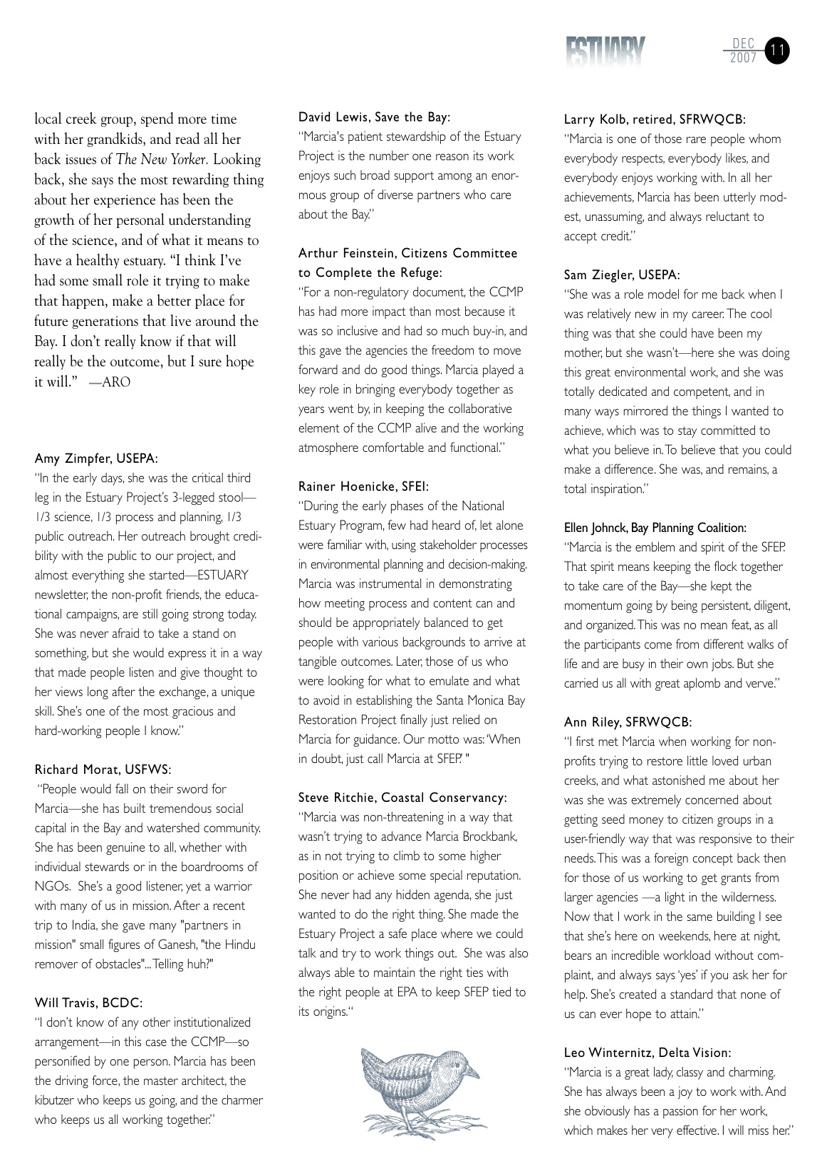 ESTUARY
DEC
2007
11
local creek group, spend more time
with her grandkids, and read all her
back issues of The New Yorker. Looking
back, she says the most rewarding thing
about her experience has been the
growth of her personal understanding
of the science, and of what it means to
have a healthy estuary. “I think I’ve
had some small role it trying to make
that happen, make a better place for
future generations that live around the
Bay. I don’t really know if that will
really be the outcome, but I sure hope
it will.” —ARO
Amy Zimpfer, USEPA:
“In the early days, she was the critical third
leg in the Estuary Project’s 3-legged stool—
1/3 science, 1/3 process and planning, 1/3
public outreach. Her outreach brought credi-
bility with the public to our project, and
almost everything she started—ESTUARY
newsletter, the non-profit friends, the educa-
tional campaigns, are still going strong today.
She was never afraid to take a stand on
something, but she would express it in a way
that made people listen and give thought to
her views long after the exchange, a unique
skill. She’s one of the most gracious and
hard-working people I know.”
Richard Morat, USFWS:
“People would fall on their sword for
Marcia—she has built tremendous social
capital in the Bay and watershed community.
She has been genuine to all, whether with
individual stewards or in the boardrooms of
NGOs. She’s a good listener, yet a warrior
with many of us in mission. After a recent
trip to India, she gave many "partners in
mission" small figures of Ganesh, "the Hindu
remover of obstacles"... Telling huh?"
Will Travis, BCDC:
“I don’t know of any other institutionalized
arrangement—in this case the CCMP—so
personified by one person. Marcia has been
the driving force, the master architect, the
kibutzer who keeps us going, and the charmer
who keeps us all working together.”
David Lewis, Save the Bay:
“Marcia's patient stewardship of the Estuary
Project is the number one reason its work
enjoys such broad support among an enor-
mous group of diverse partners who care
about the Bay.”
Arthur Feinstein, Citizens Committee
to Complete the Refuge:
“For a non-regulatory document, the CCMP
has had more impact than most because it
was so inclusive and had so much buy-in, and
this gave the agencies the freedom to move
forward and do good things. Marcia played a
key role in bringing everybody together as
years went by, in keeping the collaborative
element of the CCMP alive and the working
atmosphere comfortable and functional.”
Rainer Hoenicke, SFEI:
“During the early phases of the National
Estuary Program, few had heard of, let alone
were familiar with, using stakeholder processes
in environmental planning and decision-making.
Marcia was instrumental in demonstrating
how meeting process and content can and
should be appropriately balanced to get
people with various backgrounds to arrive at
tangible outcomes. Later, those of us who
were looking for what to emulate and what
to avoid in establishing the Santa Monica Bay
Restoration Project finally just relied on
Marcia for guidance. Our motto was: ‘When
in doubt, just call Marcia at SFEP.’ "
Steve Ritchie, Coastal Conservancy:
“Marcia was non-threatening in a way that
wasn’t trying to advance Marcia Brockbank,
as in not trying to climb to some higher
position or achieve some special reputation.
She never had any hidden agenda, she just
wanted to do the right thing. She made the
Estuary Project a safe place where we could
talk and try to work things out. She was also
always able to maintain the right ties with
the right people at EPA to keep SFEP tied to
its origins.“
Larry Kolb, retired, SFRWQCB:
“Marcia is one of those rare people whom
everybody respects, everybody likes, and
everybody enjoys working with. In all her
achievements, Marcia has been utterly mod-
est, unassuming, and always reluctant to
accept credit.”
Sam Ziegler, USEPA:
“She was a role model for me back when I
was relatively new in my career. The cool
thing was that she could have been my
mother, but she wasn’t—here she was doing
this great environmental work, and she was
totally dedicated and competent, and in
many ways mirrored the things I wanted to
achieve, which was to stay committed to
what you believe in. To believe that you could
make a difference. She was, and remains, a
total inspiration.”
Ellen Johnck, Bay Planning Coalition:
“Marcia is the emblem and spirit of the SFEP.
That spirit means keeping the flock together
to take care of the Bay—she kept the
momentum going by being persistent, diligent,
and organized. This was no mean feat, as all
the participants come from different walks of
life and are busy in their own jobs. But she
carried us all with great aplomb and verve.”
Ann Riley, SFRWQCB:
“I first met Marcia when working for non-
profits trying to restore little loved urban
creeks, and what astonished me about her
was she was extremely concerned about
getting seed money to citizen groups in a
user-friendly way that was responsive to their
needs. This was a foreign concept back then
for those of us working to get grants from
larger agencies —a light in the wilderness.
Now that I work in the same building I see
that she’s here on weekends, here at night,
bears an incredible workload without com-
plaint, and always says ‘yes’ if you ask her for
help. She’s created a standard that none of
us can ever hope to attain.”
Leo Winternitz, Delta Vision:
“Marcia is a great lady, classy and charming.
She has always been a joy to work with. And
she obviously has a passion for her work,
which makes her very effective. I will miss her.”